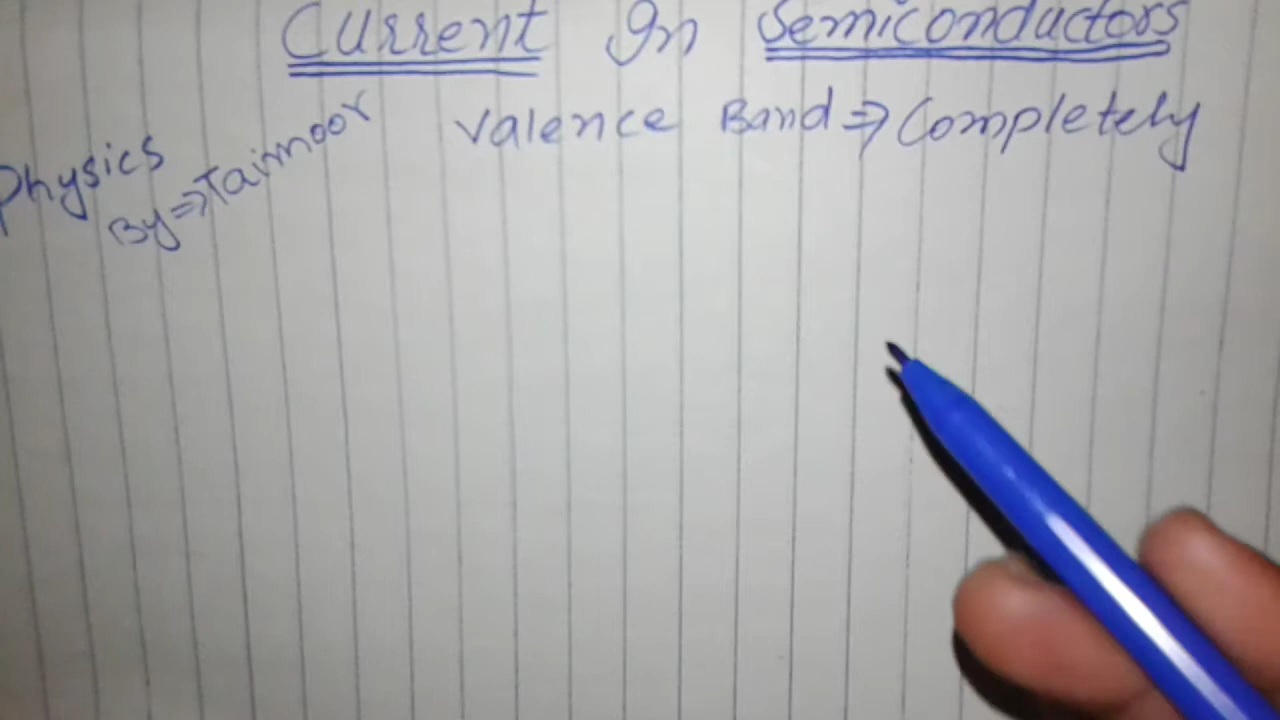 Current In Semiconductors
Valence Band ⇒ Completely
Physics
By ⇒ Taimoor